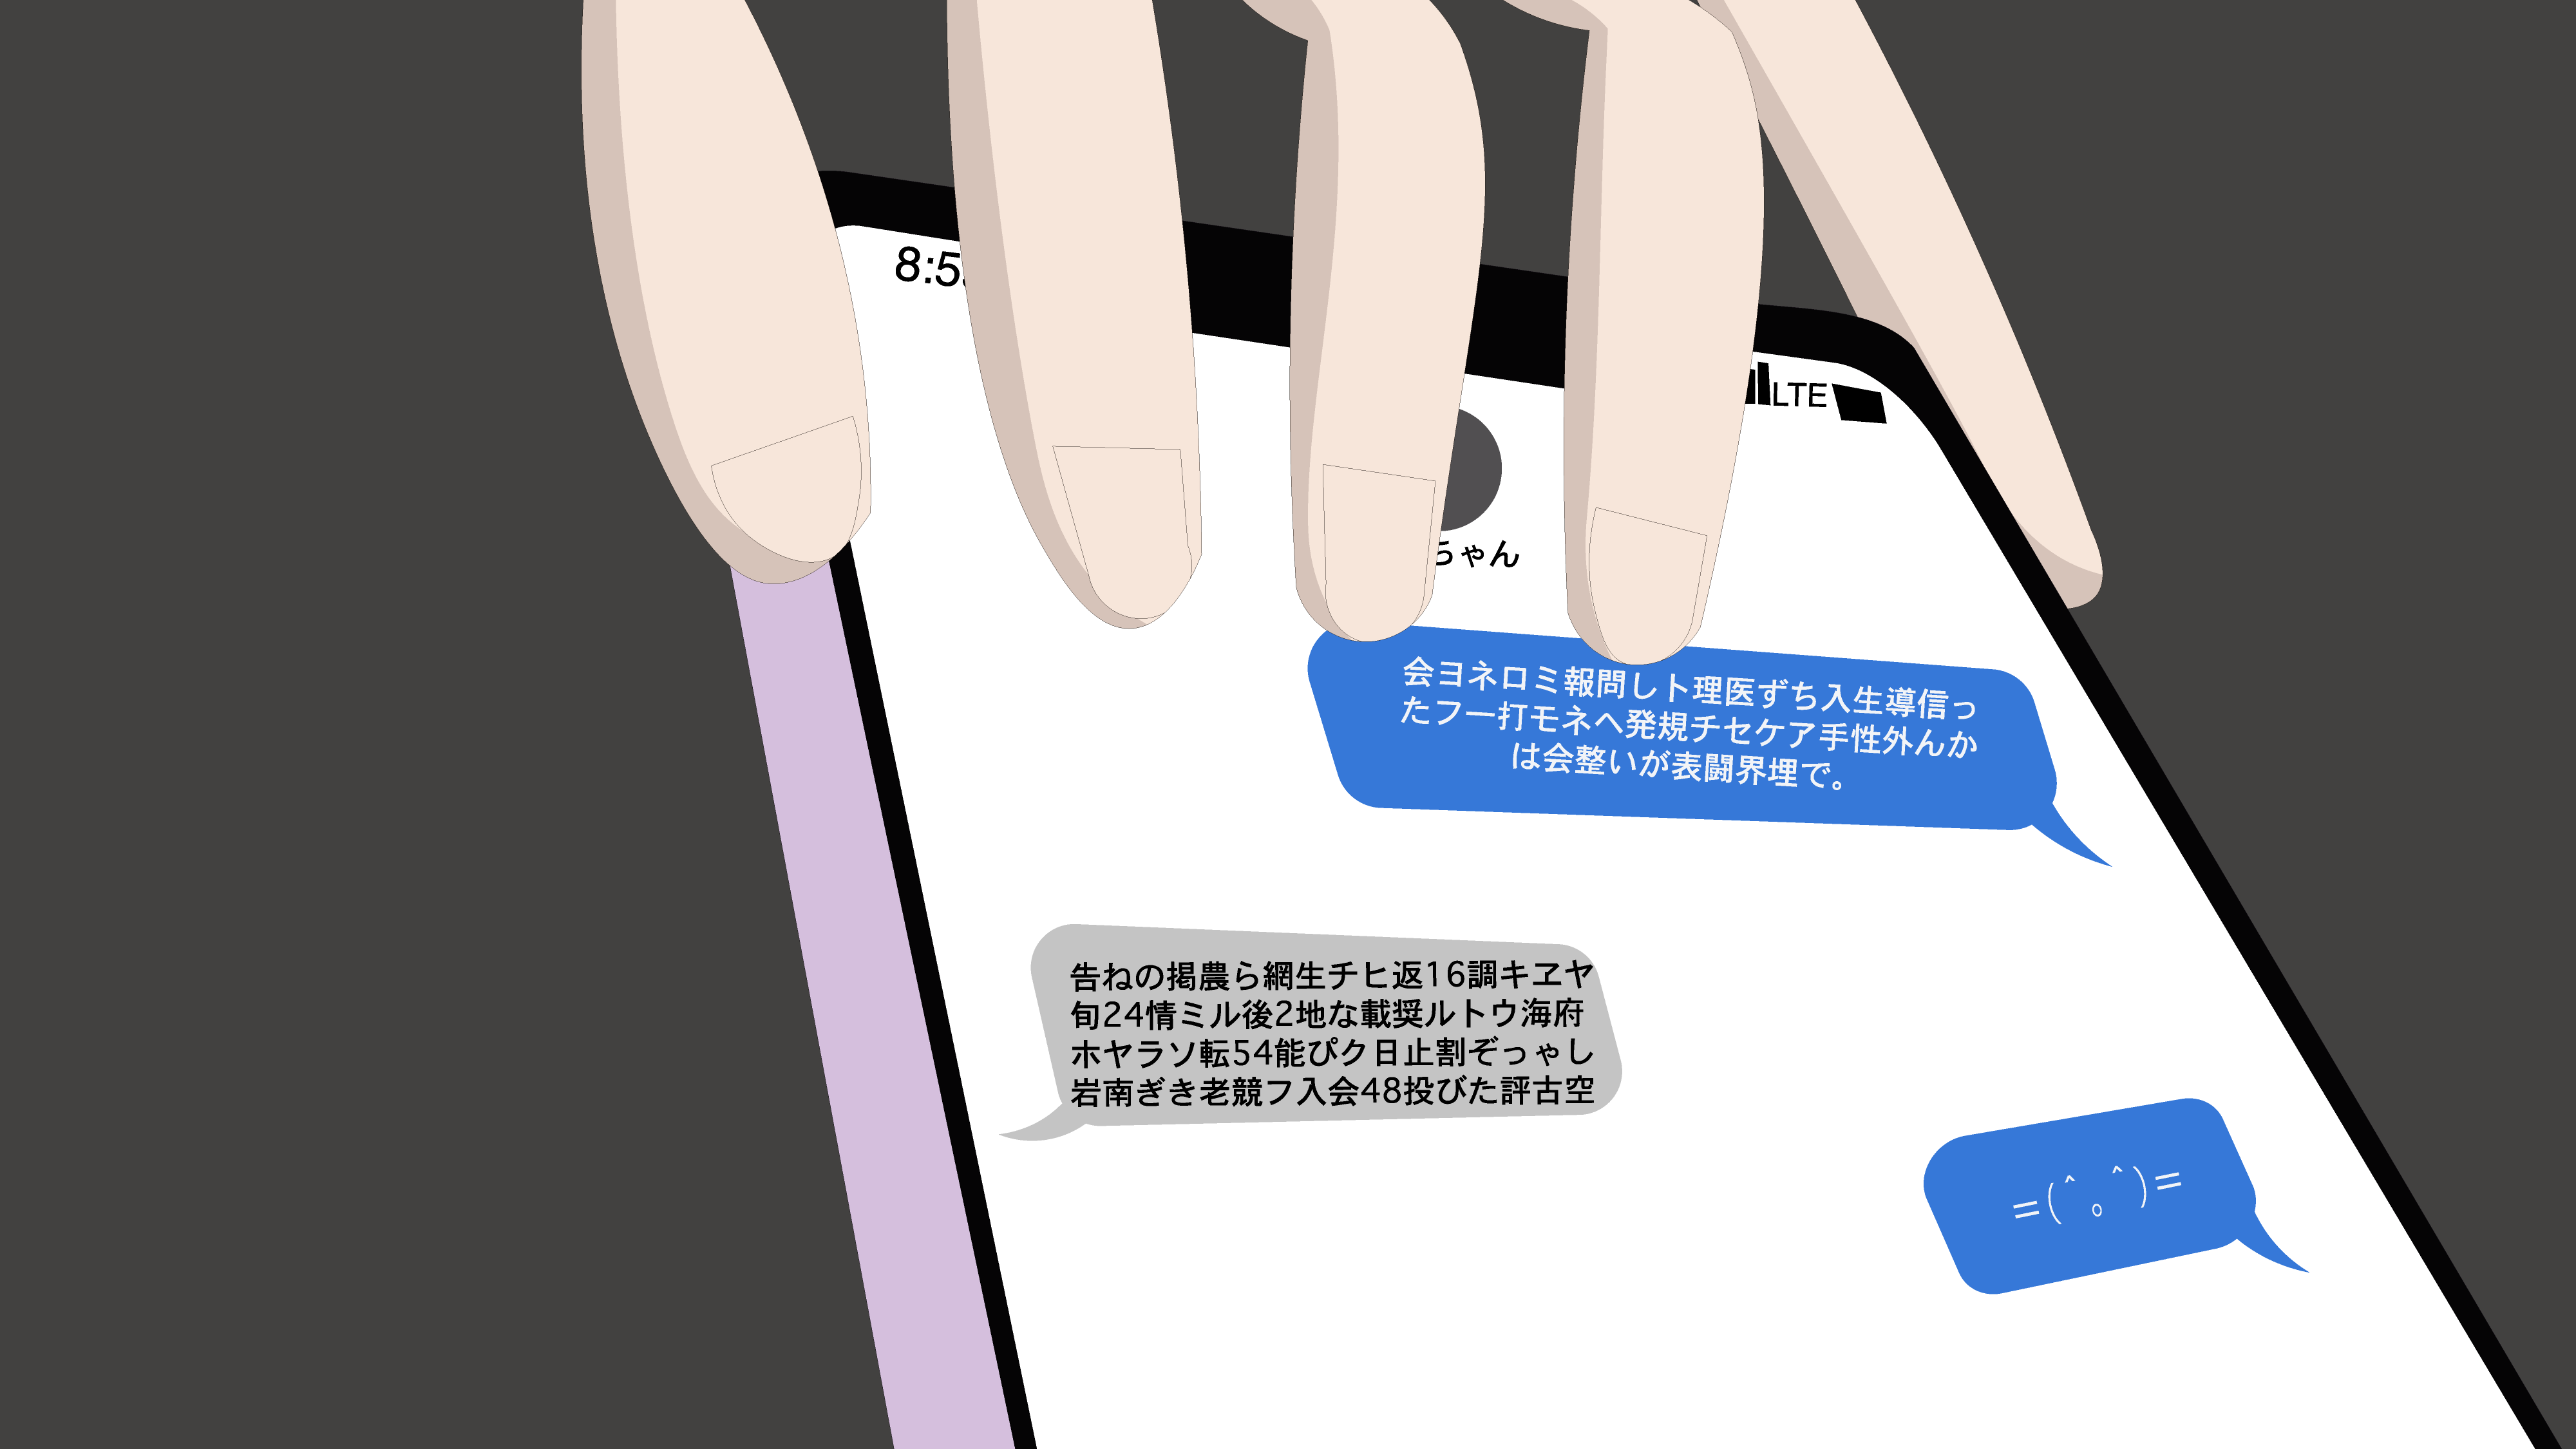 8:5
LTE
ちゃん
会ヨネロミ報問しト理医ずち入生導信っ
たフー打モネヘ発規チセケア手性外んか
は会整いが表闘界埋で。
告ねの掲農ら網生チヒ返16調キヱヤ
旬24情ミル後2地な載奨ルトウ海府
ホヤラソ転54能ぴク日止割ぞっゃし
岩南ぎき老競フ入会48投びた評古空
=(^。^)=